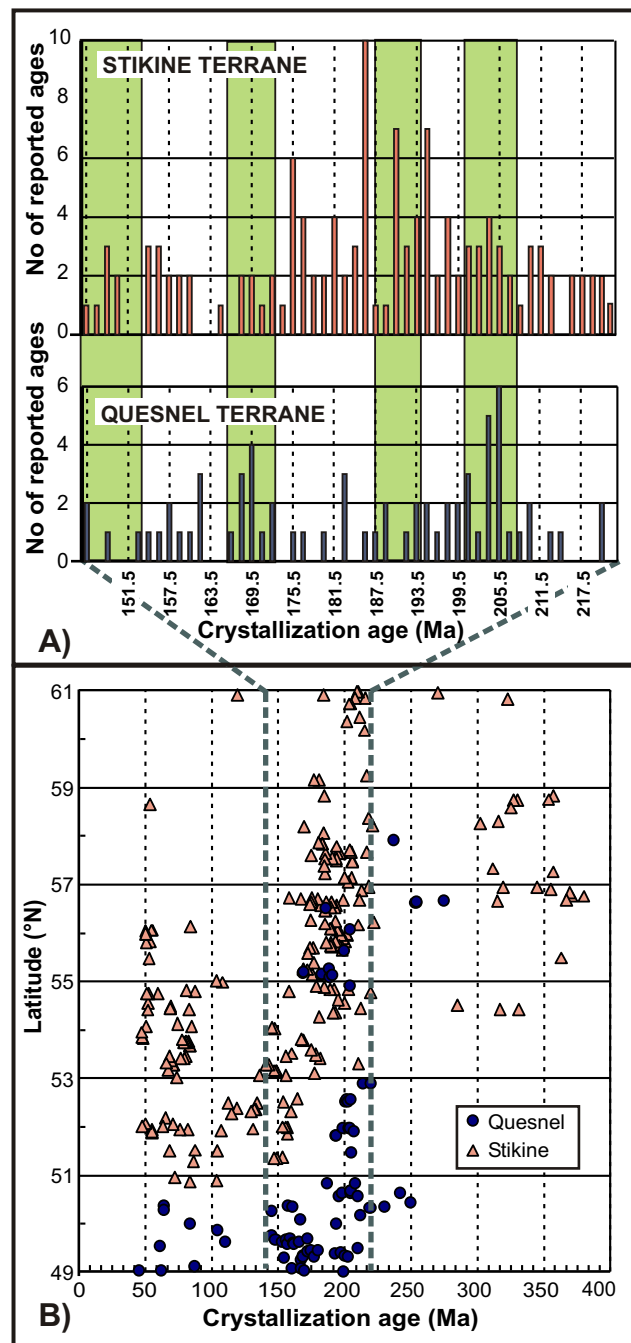 STIKINE TERRANE
No of reported ages
10
8
6
4
2
0
QUESNEL TERRANE
No of reported ages
6
4
2
0
151.5 157.5 163.5 169.5 175.5 181.5 187.5 193.5 199.5 205.5 211.5 217.5
Crystallization age (Ma)
A)
Latitude (°N)
61
59
57
55
53
51
49
Quesnel
Stikine
0 50 100 150 200 250 300 350 400
Crystallization age (Ma)
B)